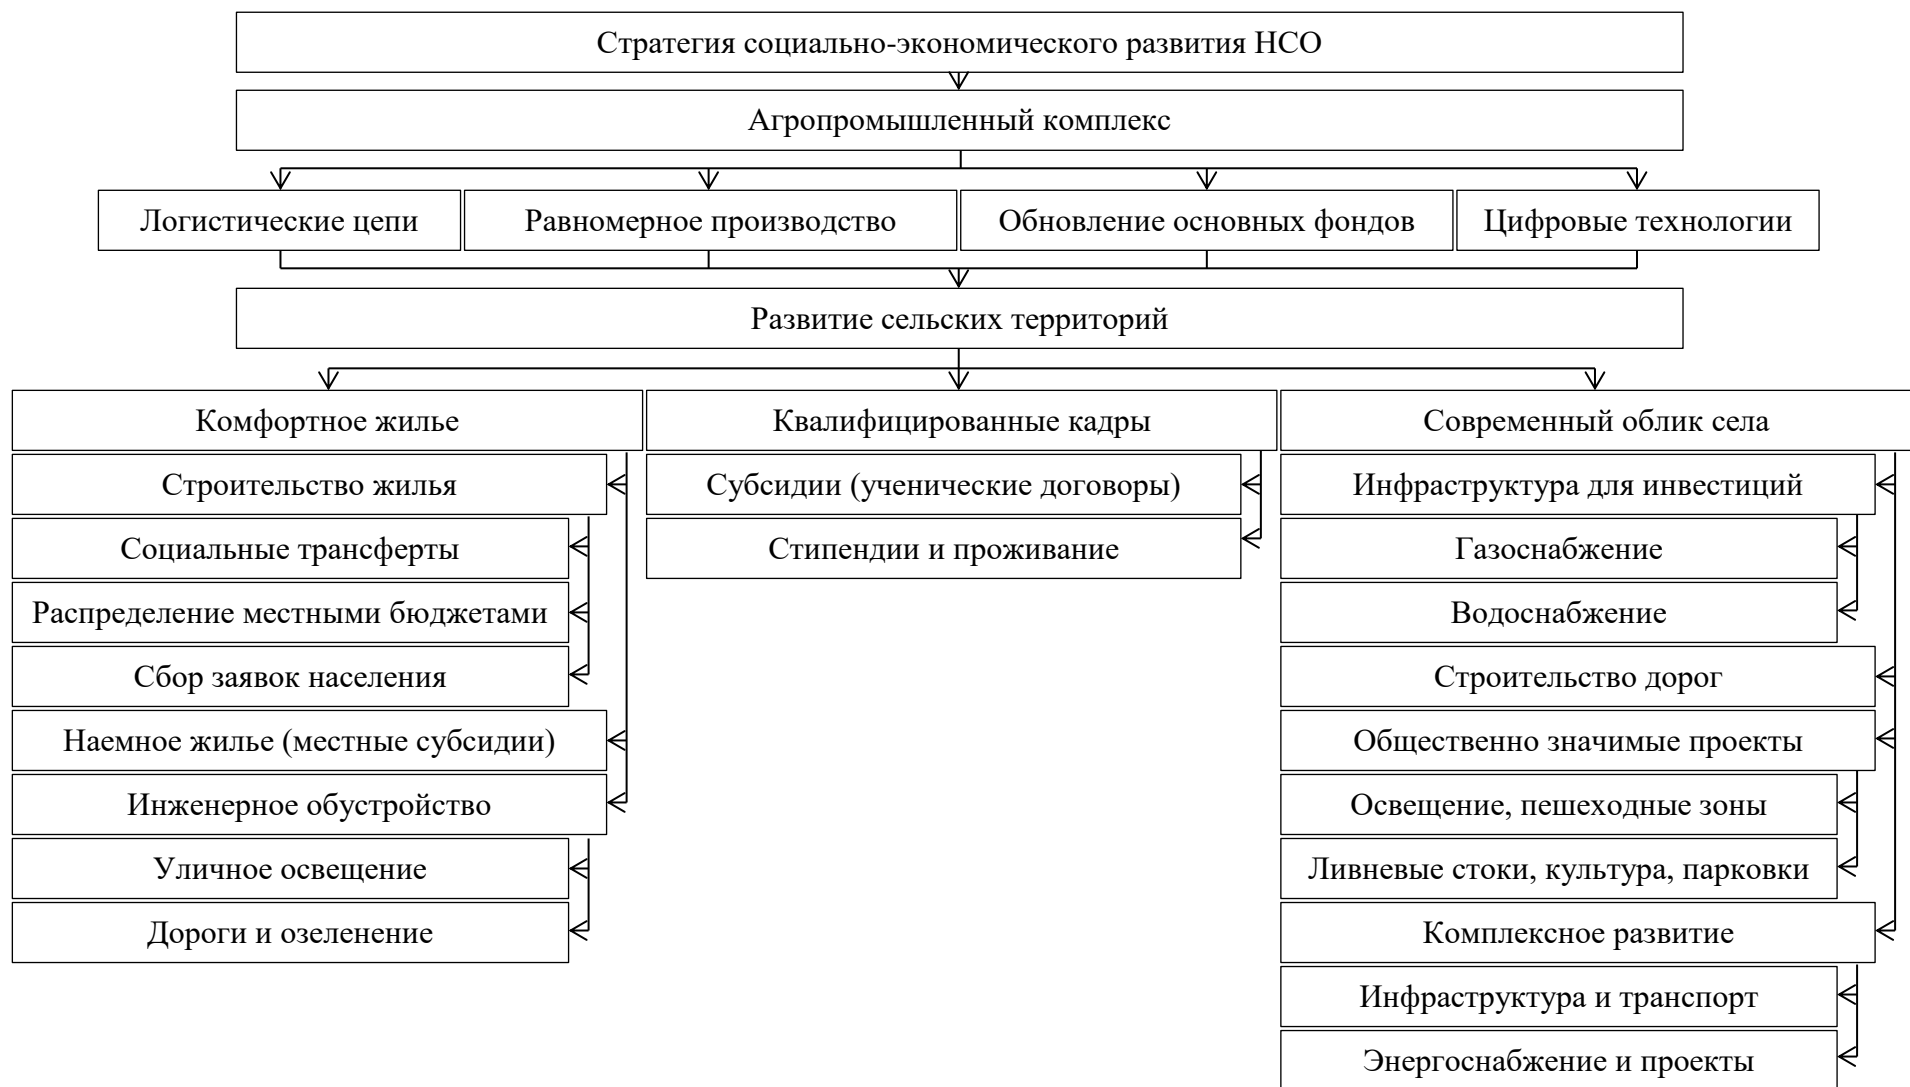 Стратегия социально-экономического развития НСО
Агропромышленный комплекс
Логистические цепи
Равномерное производство
Обновление основных фондов
Цифровые технологии
Развитие сельских территорий
Комфортное жилье
Строительство жилья
Социальные трансферты
Распределение местными бюджетами
Сбор заявок населения
Наемное жилье (местные субсидии)
Инженерное обустройство
Уличное освещение
Дороги и озеленение
Квалифицированные кадры
Субсидии (ученические договоры)
Стипендии и проживание
Современный облик села
Инфраструктура для инвестиций
Газоснабжение
Водоснабжение
Строительство дорог
Общественно значимые проекты
Освещение, пешеходные зоны
Ливневые стоки, культура, парковки
Комплексное развитие
Инфраструктура и транспорт
Энергоснабжение и проекты